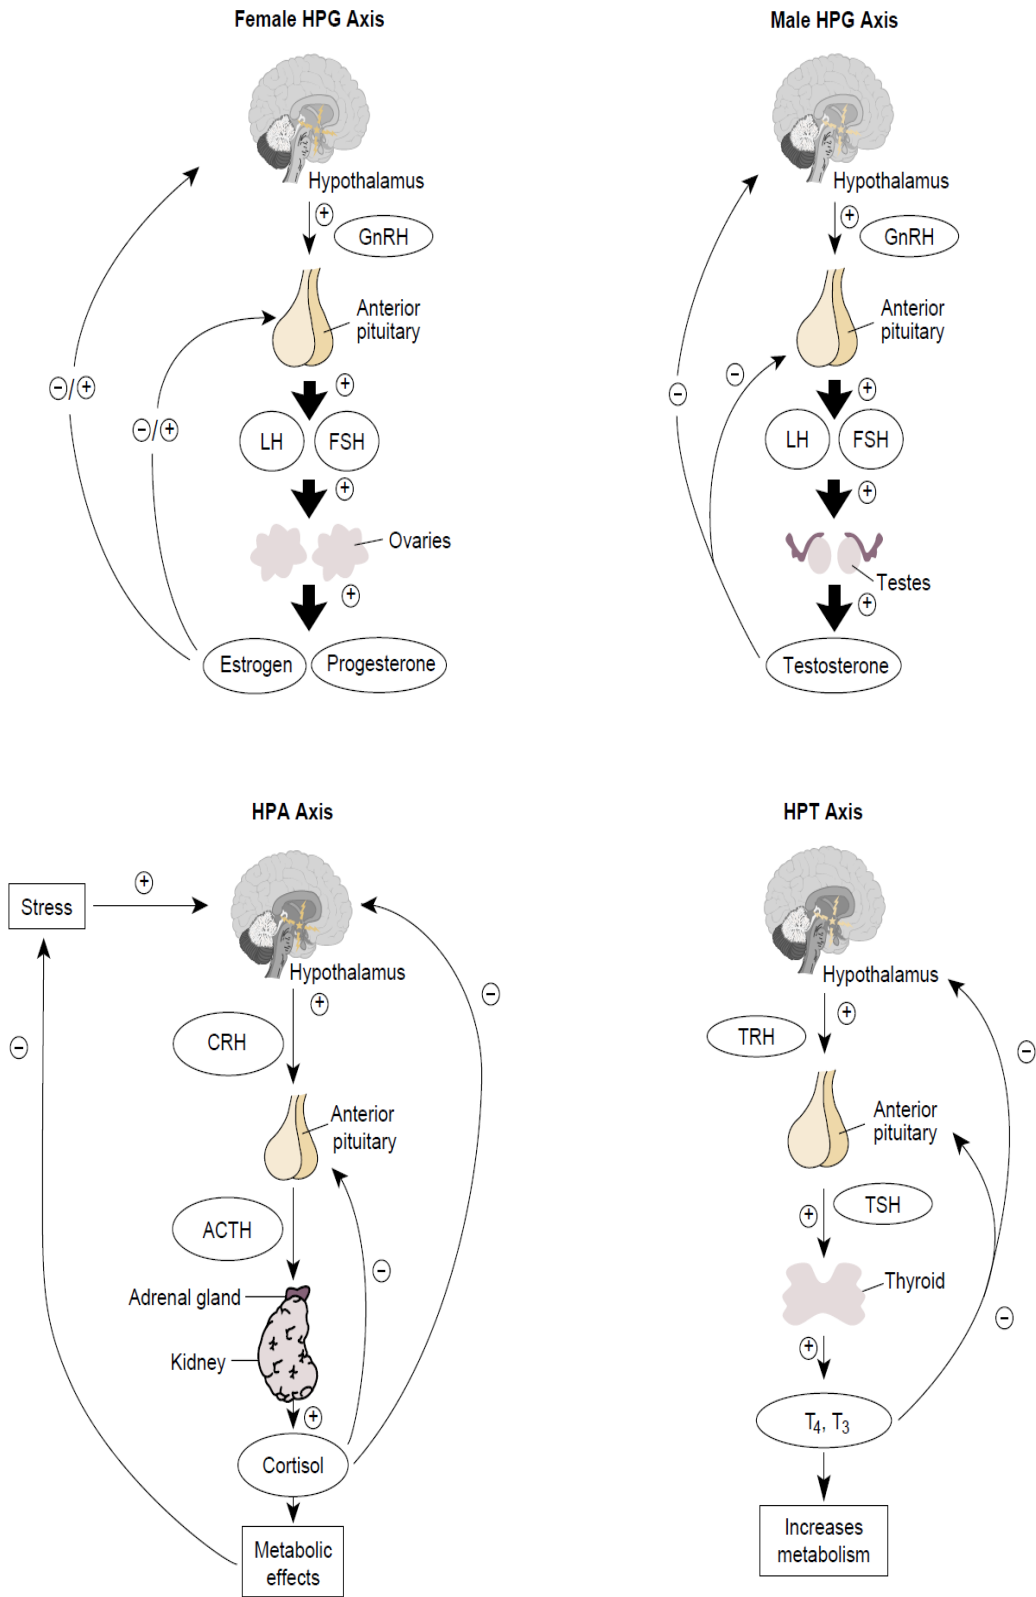 Female HPG Axis
Hypothalamus
+
GnRH
Anterior
pituitary
−/+
−/+
+
LH
FSH
+
Ovaries
+
Estrogen
Progesterone
Male HPG Axis
Hypothalamus
+
GnRH
Anterior
pituitary
−
−
+
LH
FSH
+
Testes
+
Testosterone
HPA Axis
Stress
+
Hypothalamus
+
−
−
CRH
Anterior
pituitary
ACTH
−
Adrenal gland
Kidney
+
Cortisol
Metabolic
effects
HPT Axis
Hypothalamus
+
TRH
−
Anterior
pituitary
TSH
+
Thyroid
−
+
T₄, T₃
Increases
metabolism